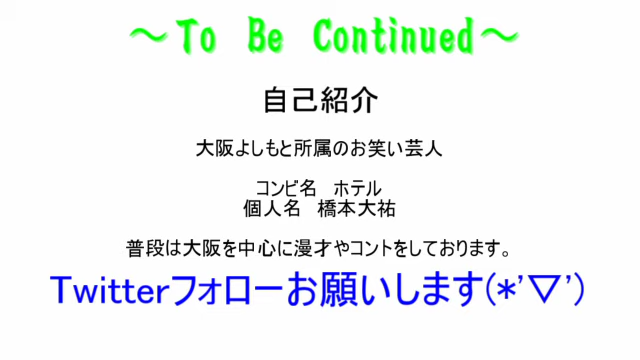 ～To Be Continued～
自己紹介
大阪よしもと所属のお笑い芸人
コンビ名　ホテル
個人名　橋本大祐
普段は大阪を中心に漫才やコントをしております。
Twitterフォローお願いします(*'▽')